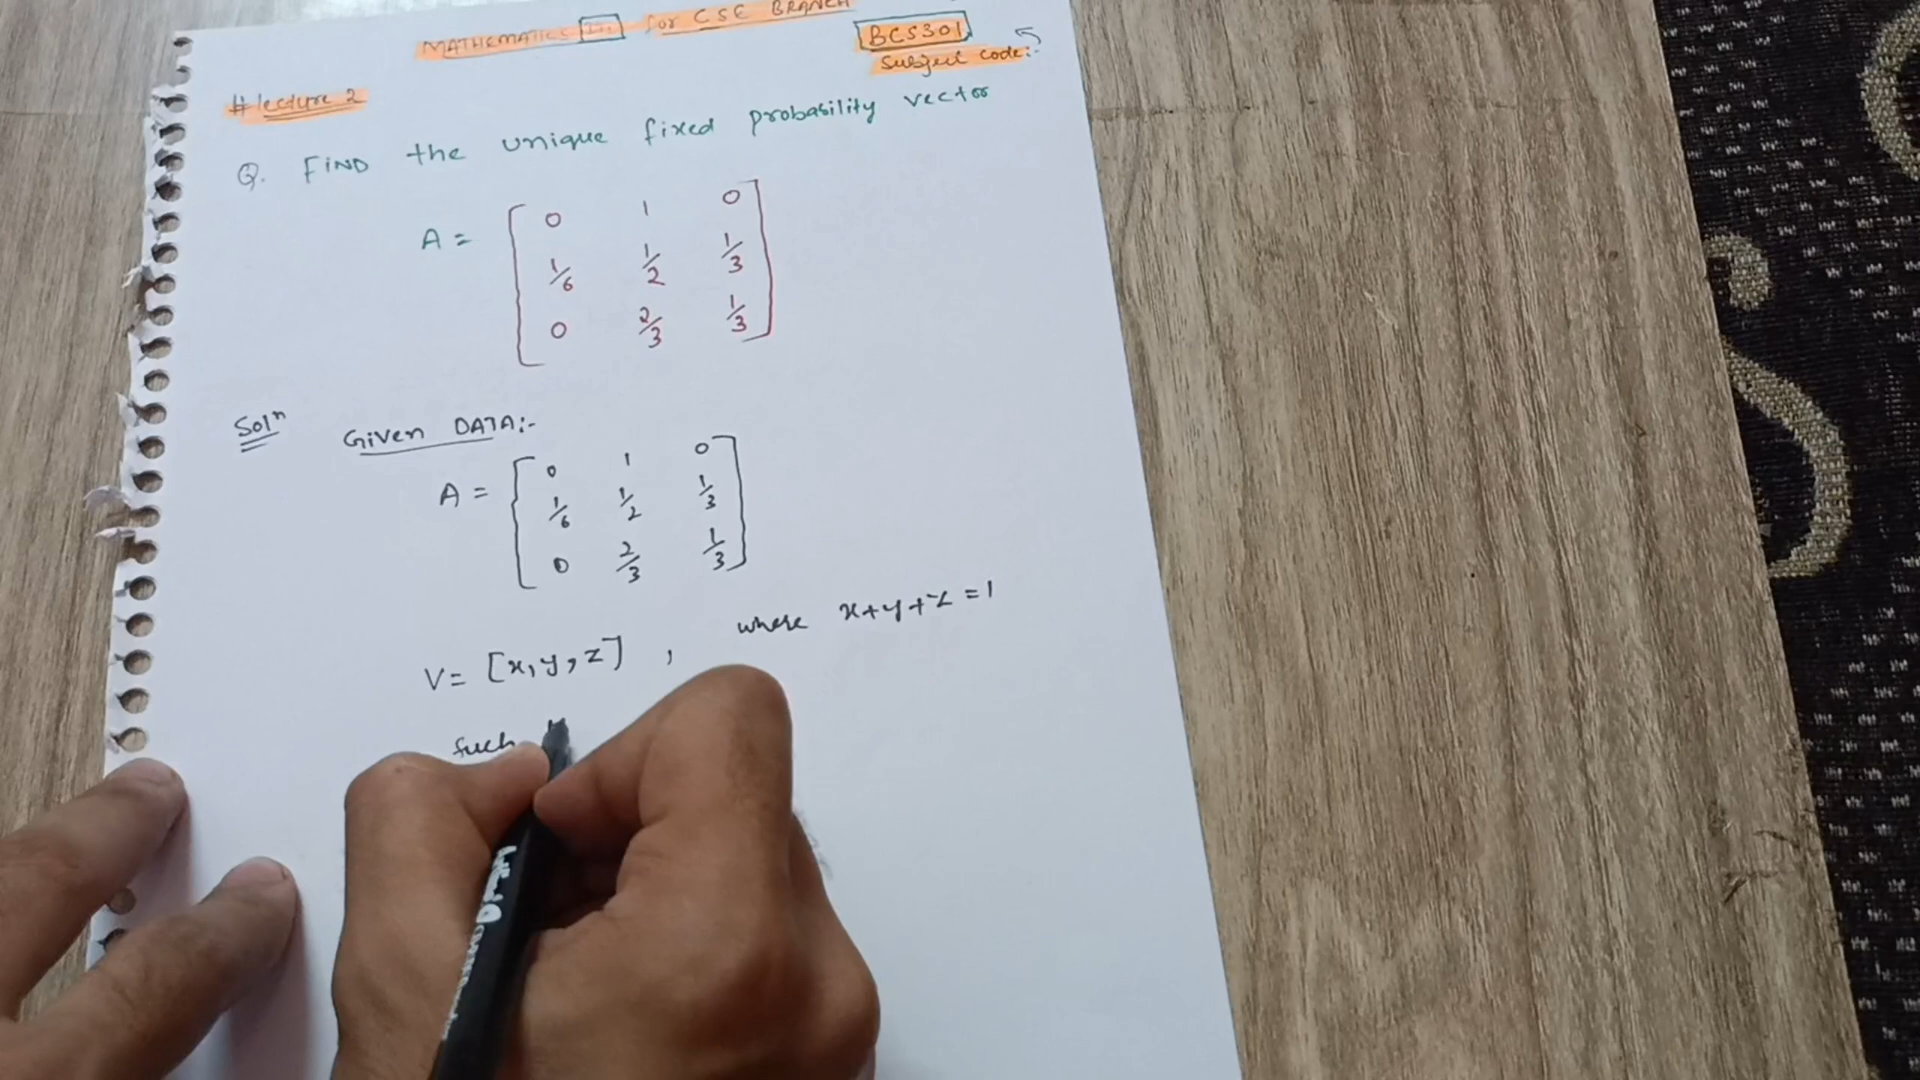 MATHEMATICS III for CSE BRANCH
BCS301
Subject code:-
# lecture 2
Q. FIND the unique fixed probability vector
A = [ 0 1 0
1/6 1/2 1/3
0 2/3 1/3 ]
Solⁿ Given DATA:-
A = [ 0 1 0
1/6 1/2 1/3
0 2/3 1/3 ]
V = [x, y, z] , where x+y+z = 1
such